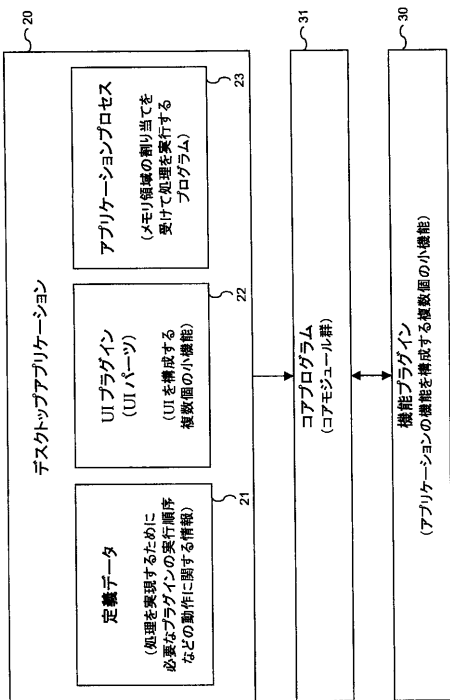 デスクトップアプリケーション
20
定義データ
(処理を実現するために
必要なプラグインの実行順序
などの動作に関する情報)
21
UI プラグイン
(UI パーツ)
(UI を構成する
複数個の小機能)
22
アプリケーションプロセス
(メモリ領域の割り当てを
受けて処理を実行する
プログラム)
23
コアプログラム
(コアモジュール群)
31
機能プラグイン
(アプリケーションの機能を構成する複数個の小機能)
30